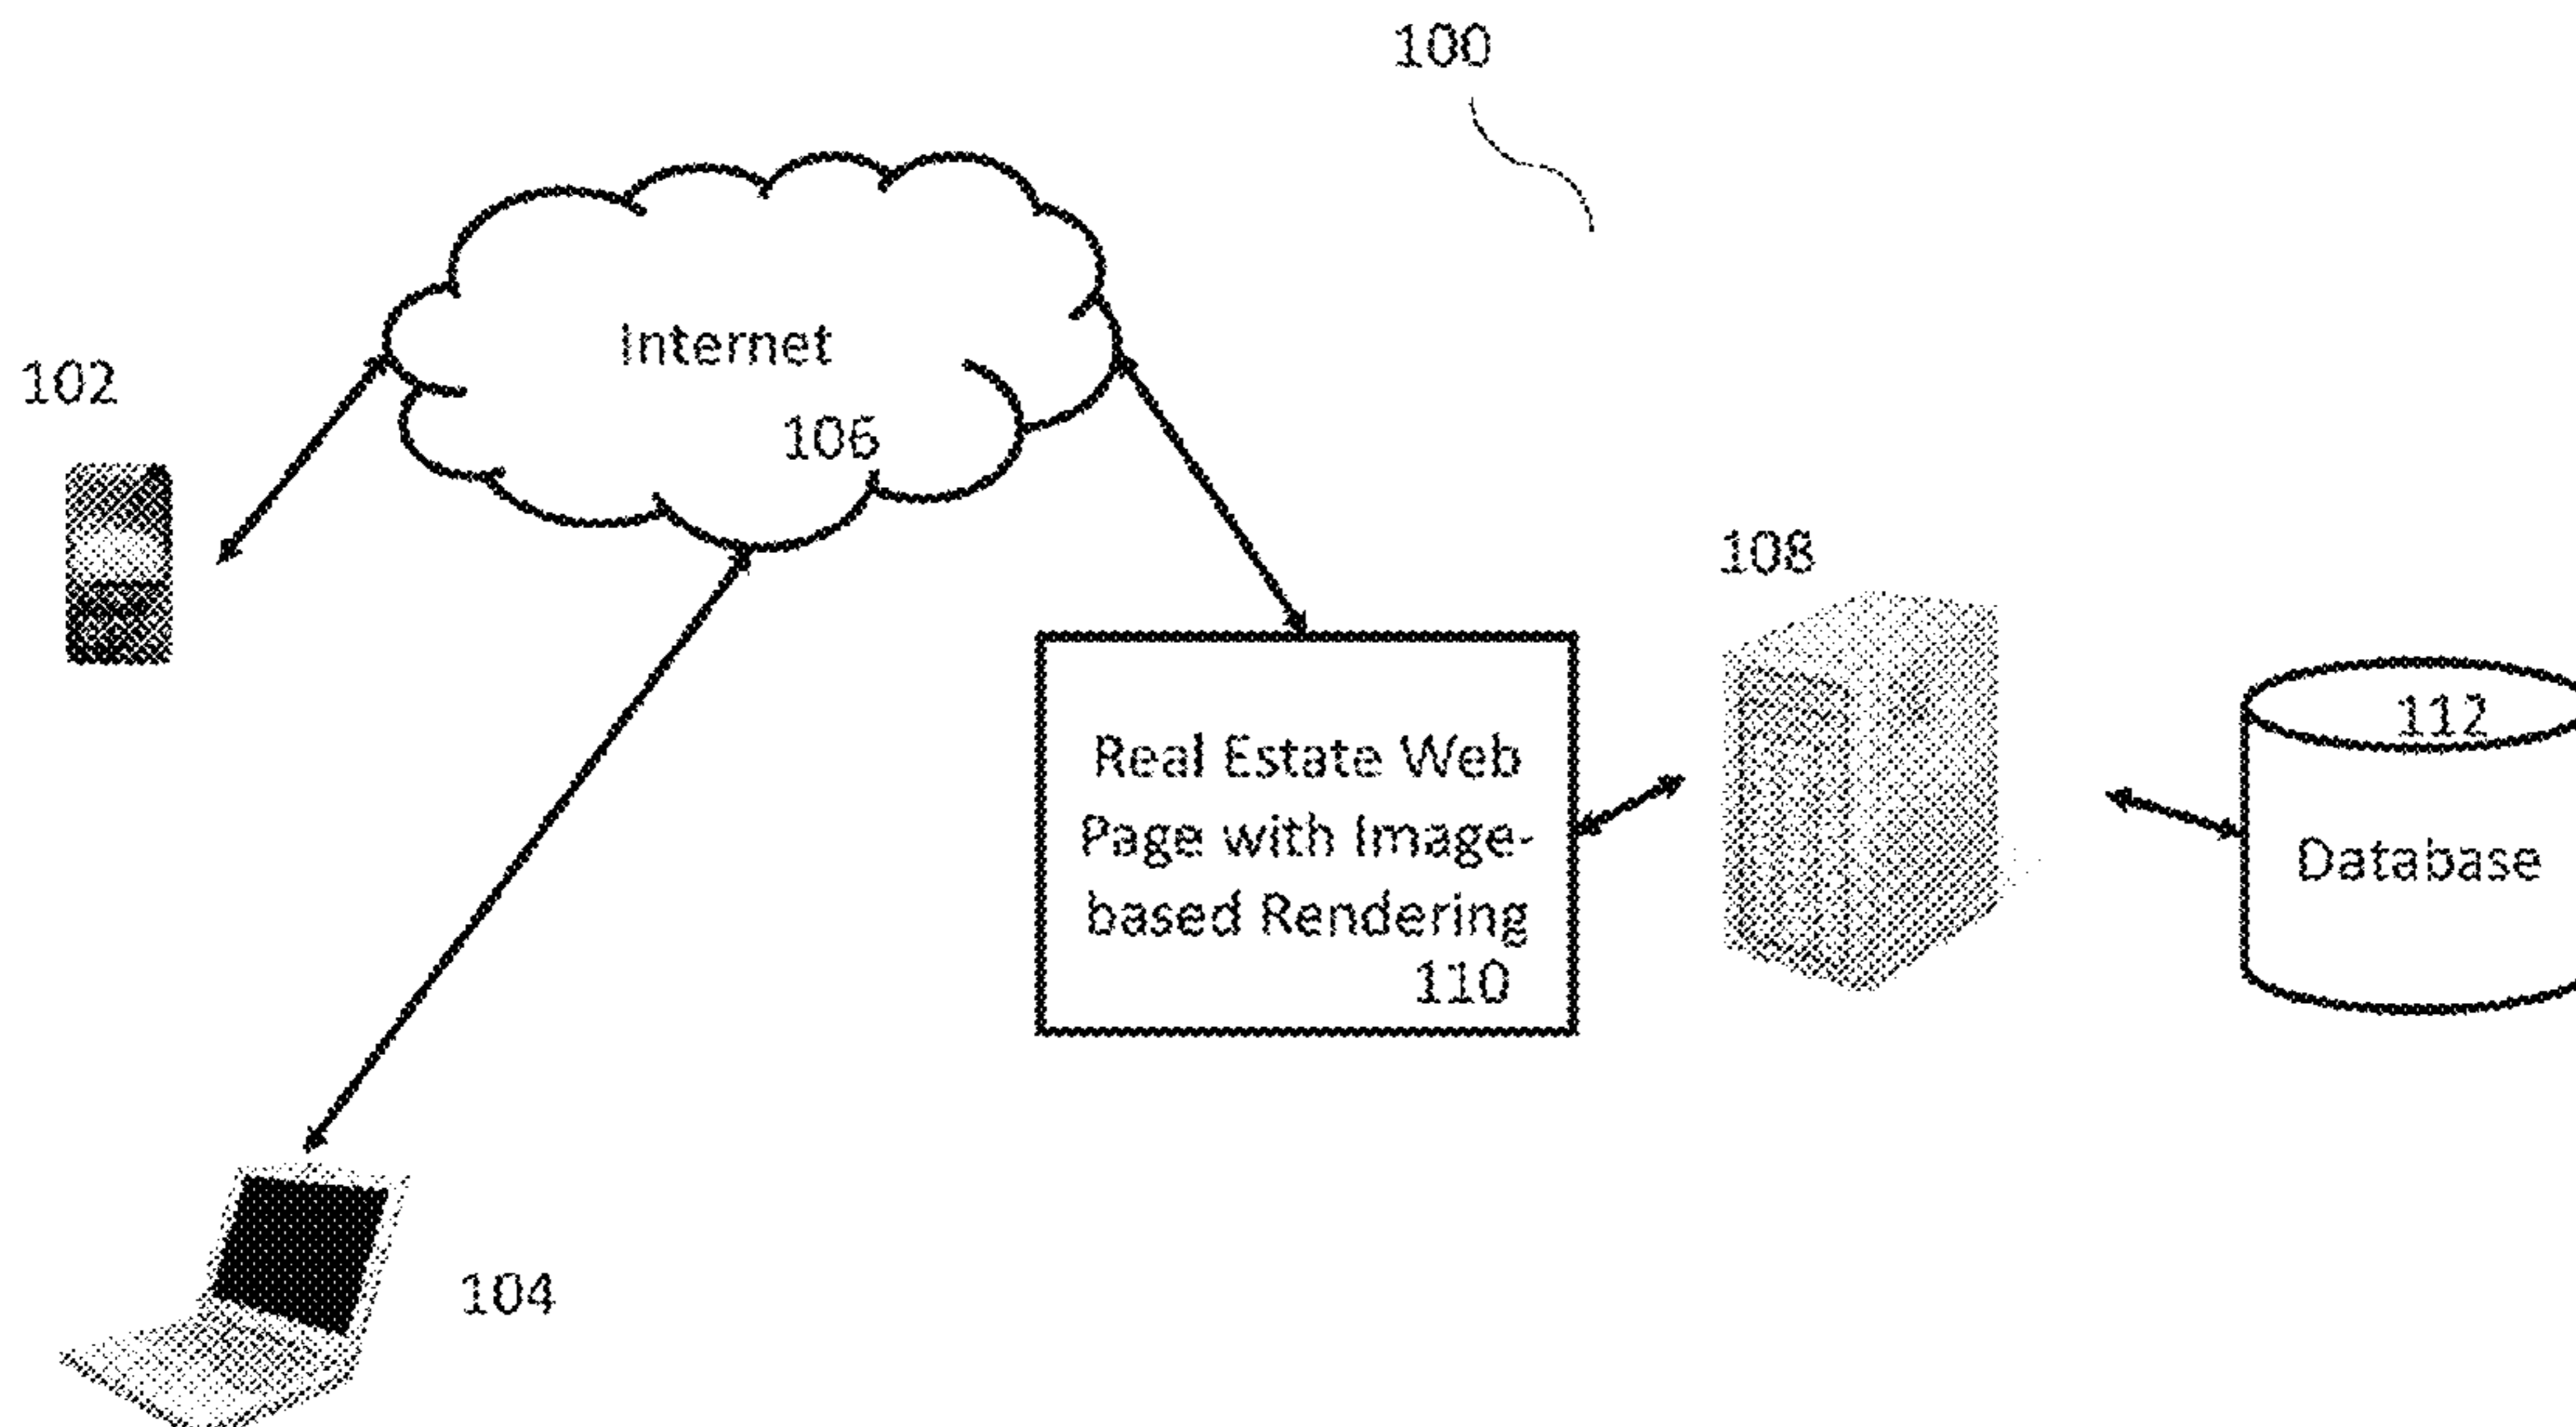 100
Internet
102
106
108
112
Real Estate Web
Page with Image-
based Rendering
110
Database
104